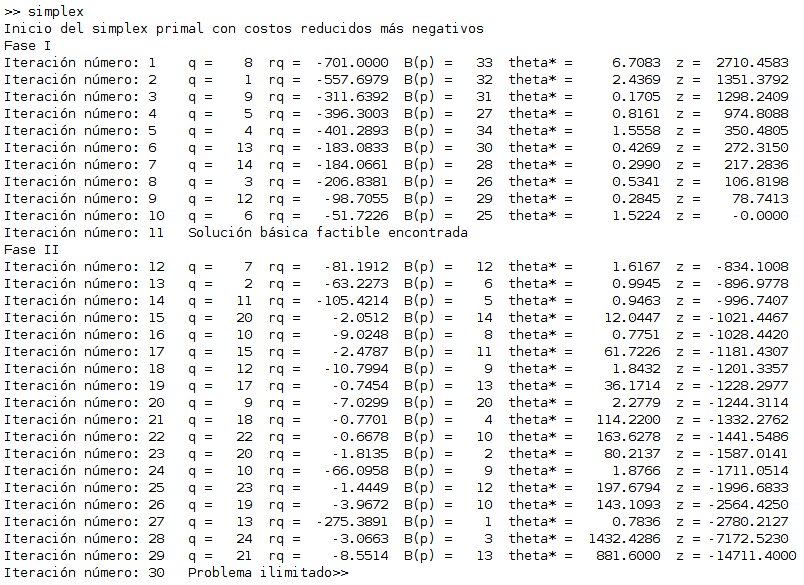 >> simplex
Inicio del simplex primal con costos reducidos más negativos
Fase I
Iteración número: 1 q = 8 rq = -701.0000 B(p) = 33 theta* = 6.7083 z = 2710.4583
Iteración número: 2 q = 1 rq = -557.6979 B(p) = 32 theta* = 2.4369 z = 1351.3792
Iteración número: 3 q = 9 rq = -311.6392 B(p) = 31 theta* = 0.1705 z = 1298.2409
Iteración número: 4 q = 5 rq = -396.3003 B(p) = 27 theta* = 0.8161 z = 974.8088
Iteración número: 5 q = 4 rq = -401.2893 B(p) = 34 theta* = 1.5558 z = 350.4805
Iteración número: 6 q = 13 rq = -183.0833 B(p) = 30 theta* = 0.4269 z = 272.3150
Iteración número: 7 q = 14 rq = -184.0661 B(p) = 28 theta* = 0.2990 z = 217.2836
Iteración número: 8 q = 3 rq = -206.8381 B(p) = 26 theta* = 0.5341 z = 106.8198
Iteración número: 9 q = 12 rq = -98.7055 B(p) = 29 theta* = 0.2845 z = 78.7413
Iteración número: 10 q = 6 rq = -51.7226 B(p) = 25 theta* = 1.5224 z = -0.0000
Iteración número: 11 Solución básica factible encontrada
Fase II
Iteración número: 12 q = 7 rq = -81.1912 B(p) = 12 theta* = 1.6167 z = -834.1008
Iteración número: 13 q = 2 rq = -63.2273 B(p) = 6 theta* = 0.9945 z = -896.9778
Iteración número: 14 q = 11 rq = -105.4214 B(p) = 5 theta* = 0.9463 z = -996.7407
Iteración número: 15 q = 20 rq = -2.0512 B(p) = 14 theta* = 12.0447 z = -1021.4467
Iteración número: 16 q = 10 rq = -9.0248 B(p) = 8 theta* = 0.7751 z = -1028.4420
Iteración número: 17 q = 15 rq = -2.4787 B(p) = 11 theta* = 61.7226 z = -1181.4307
Iteración número: 18 q = 12 rq = -10.7994 B(p) = 9 theta* = 1.8432 z = -1201.3357
Iteración número: 19 q = 17 rq = -0.7454 B(p) = 13 theta* = 36.1714 z = -1228.2977
Iteración número: 20 q = 9 rq = -7.0299 B(p) = 20 theta* = 2.2779 z = -1244.3114
Iteración número: 21 q = 18 rq = -0.7701 B(p) = 4 theta* = 114.2200 z = -1332.2762
Iteración número: 22 q = 22 rq = -0.6678 B(p) = 10 theta* = 163.6278 z = -1441.5486
Iteración número: 23 q = 20 rq = -1.8135 B(p) = 2 theta* = 80.2137 z = -1587.0141
Iteración número: 24 q = 10 rq = -66.0958 B(p) = 9 theta* = 1.8766 z = -1711.0514
Iteración número: 25 q = 23 rq = -1.4449 B(p) = 12 theta* = 197.6794 z = -1996.6833
Iteración número: 26 q = 19 rq = -3.9672 B(p) = 10 theta* = 143.1093 z = -2564.4250
Iteración número: 27 q = 13 rq = -275.3891 B(p) = 1 theta* = 0.7836 z = -2780.2127
Iteración número: 28 q = 24 rq = -3.0663 B(p) = 3 theta* = 1432.4286 z = -7172.5230
Iteración número: 29 q = 21 rq = -8.5514 B(p) = 13 theta* = 881.6000 z = -14711.4000
Iteración número: 30 Problema ilimitado>>